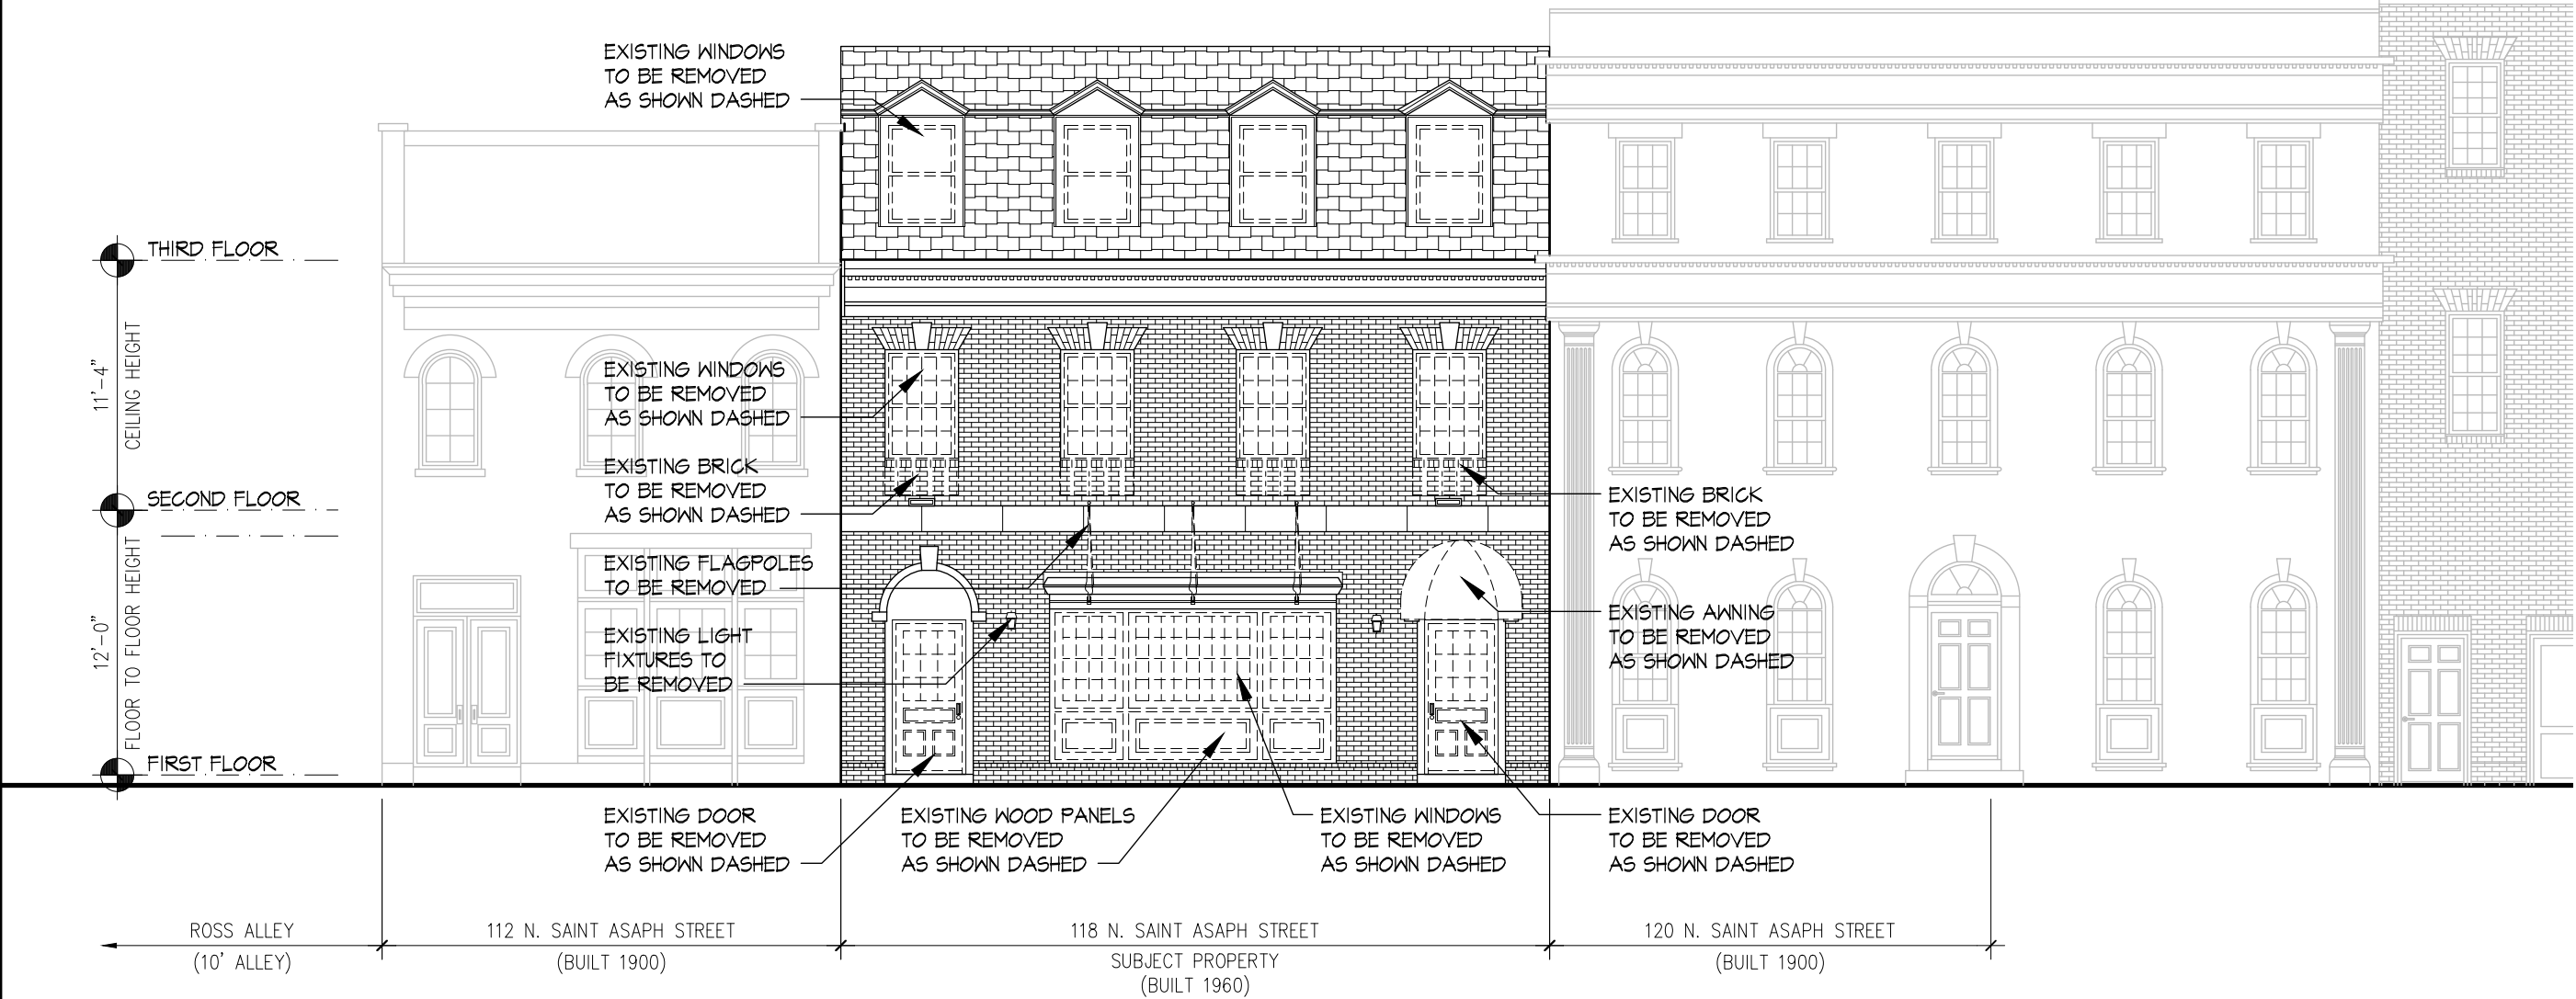 EXISTING WINDOWS
TO BE REMOVED
AS SHOWN DASHED
THIRD FLOOR
11'-4"
CEILING HEIGHT
EXISTING WINDOWS
TO BE REMOVED
AS SHOWN DASHED
EXISTING BRICK
TO BE REMOVED
AS SHOWN DASHED
SECOND FLOOR
EXISTING BRICK
TO BE REMOVED
AS SHOWN DASHED
12'-0"
FLOOR TO FLOOR HEIGHT
EXISTING FLAGPOLES
TO BE REMOVED
EXISTING AWNING
TO BE REMOVED
AS SHOWN DASHED
EXISTING LIGHT
FIXTURES TO
BE REMOVED
FIRST FLOOR
EXISTING DOOR
TO BE REMOVED
AS SHOWN DASHED
EXISTING WOOD PANELS
TO BE REMOVED
AS SHOWN DASHED
EXISTING WINDOWS
TO BE REMOVED
AS SHOWN DASHED
EXISTING DOOR
TO BE REMOVED
AS SHOWN DASHED
ROSS ALLEY
(10' ALLEY)
112 N. SAINT ASAPH STREET
(BUILT 1900)
118 N. SAINT ASAPH STREET
SUBJECT PROPERTY
(BUILT 1960)
120 N. SAINT ASAPH STREET
(BUILT 1900)